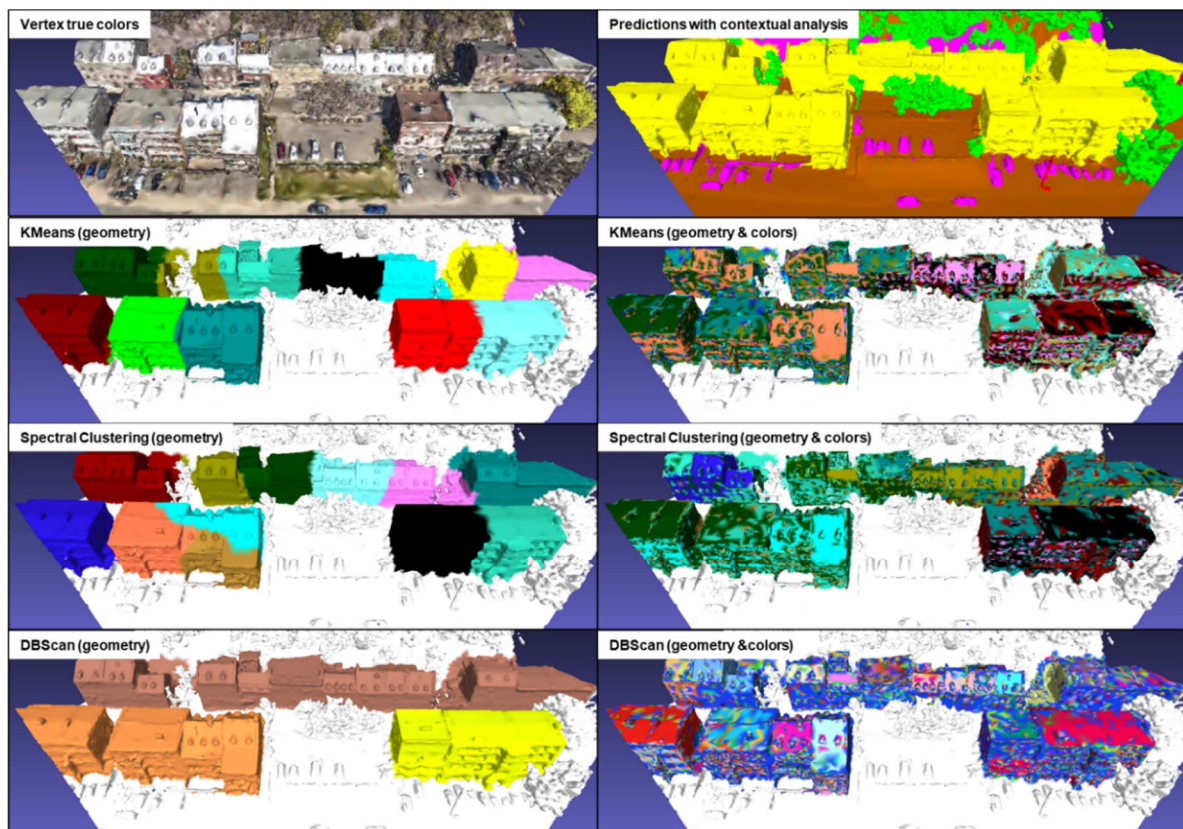 Vertex true colors
Predictions with contextual analysis
KMeans (geometry)
KMeans (geometry & colors)
Spectral Clustering (geometry)
Spectral Clustering (geometry & colors)
DBScan (geometry)
DBScan (geometry &colors)